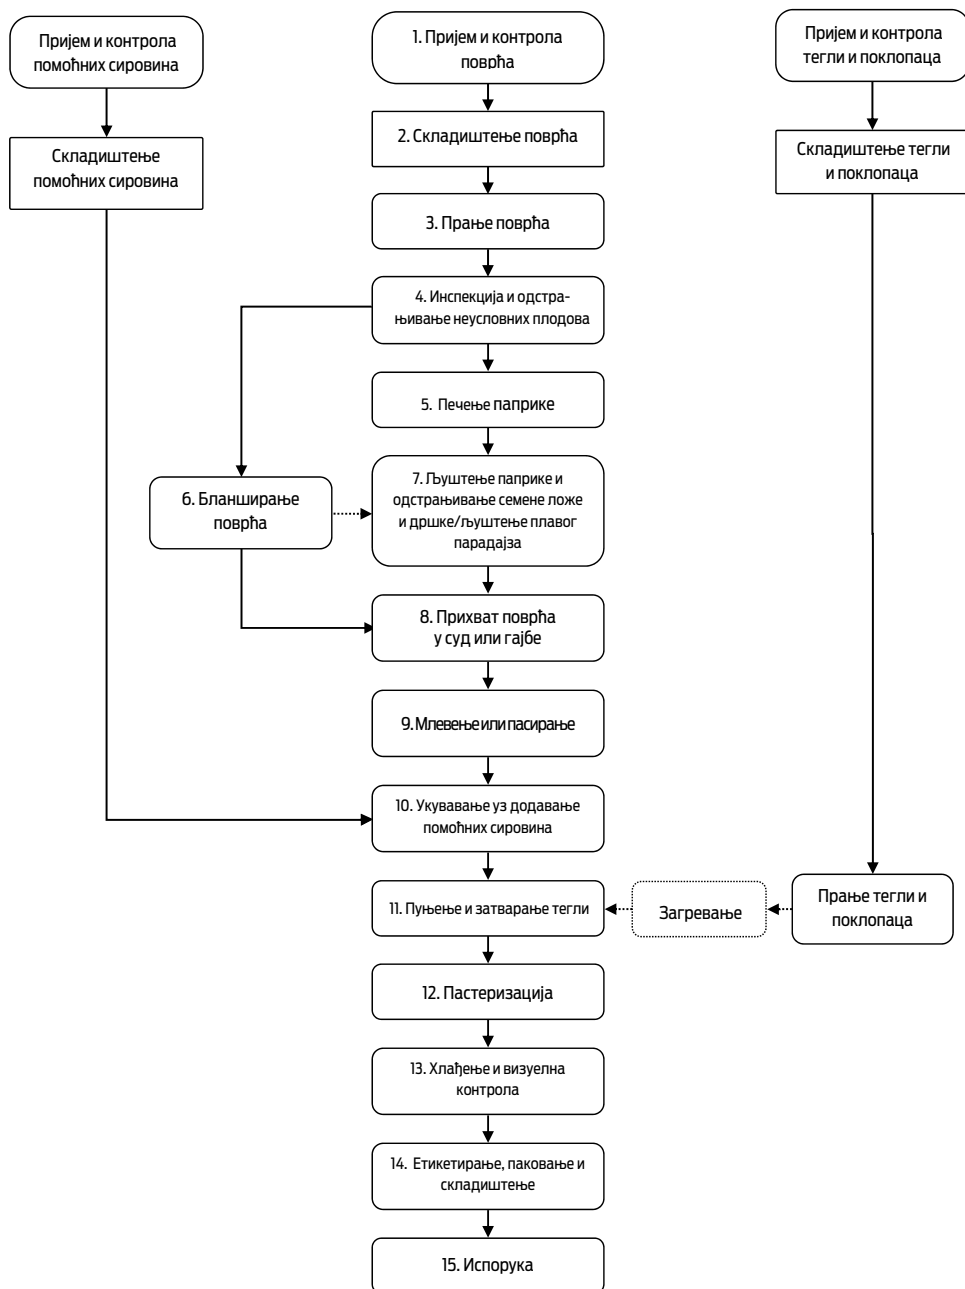 Пријем и контрола
помоћних сировина
1. Пријем и контрола
поврћа
Пријем и контрола
тегли и поклопаца
2. Складиштење поврћа
Складиштење
помоћних сировина
Складиштење тегли
и поклопаца
3. Прање поврћа
4. Инспекција и одстра-
њивање неусловних плодова
5. Печење паприке
6. Бланширање
поврћа
7. Љуштење паприке и
одстрањивање семене ложе
и дршке/љуштење плавог
парадајза
8. Прихват поврћа
у суд или гајбе
9. Млевење или пасирање
10. Укувавање уз додавање
помоћних сировина
11. Пуњење и затварање тегли
Загревање
Прање тегли и
поклопаца
12. Пастеризација
13. Хлађење и визуелна
контрола
14. Етикетирање, паковање и
складиштење
15. Испорука